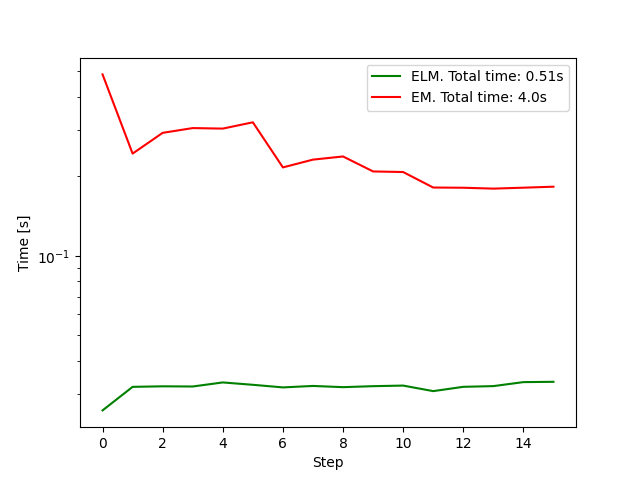 ELM. Total time: 0.51s
EM. Total time: 4.0s
Time [s]
10⁻¹
0 2 4 6 8 10 12 14
Step